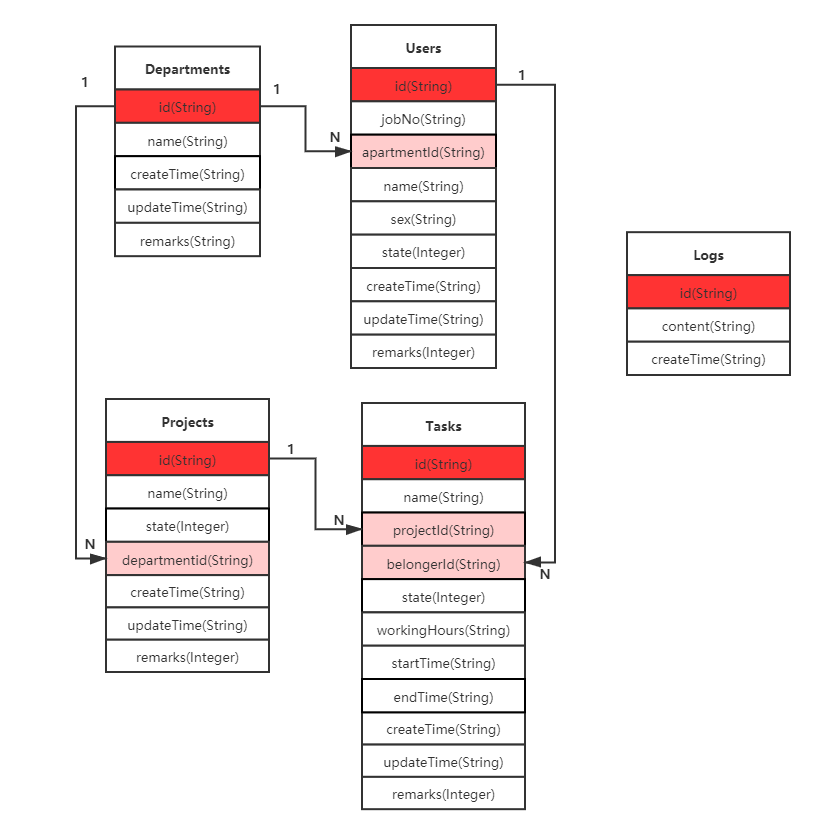 Departments
id(String)
name(String)
createTime(String)
updateTime(String)
remarks(String)
1
1
N
Users
id(String)
jobNo(String)
apartmentId(String)
name(String)
sex(String)
state(Integer)
createTime(String)
updateTime(String)
remarks(Integer)
1
Logs
id(String)
content(String)
createTime(String)
Projects
id(String)
name(String)
state(Integer)
departmentid(String)
createTime(String)
updateTime(String)
remarks(Integer)
N
1
N
Tasks
id(String)
name(String)
projectId(String)
belongerId(String)
state(Integer)
workingHours(String)
startTime(String)
endTime(String)
createTime(String)
updateTime(String)
remarks(Integer)
N